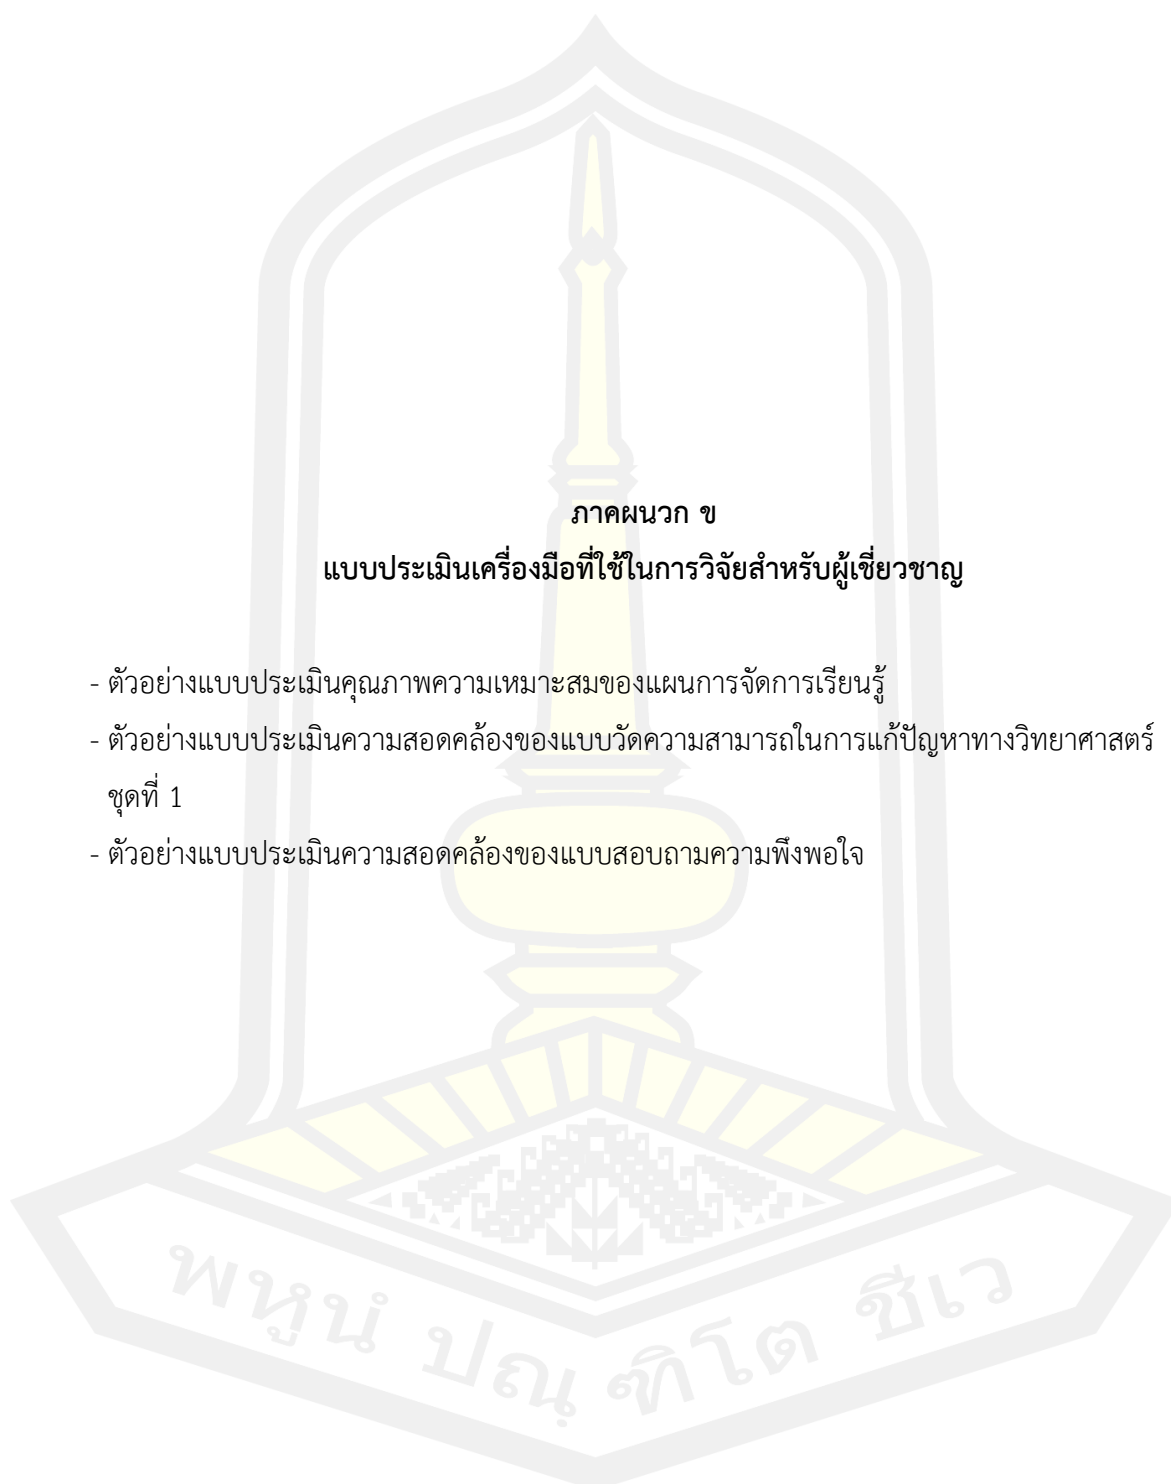 ภาคผนวก ข
แบบประเมินเครื่องมือที่ใช้ในการวิจัยสำหรับผู้เชี่ยวชาญ
- ตัวอย่างแบบประเมินคุณภาพความเหมาะสมของแผนการจัดการเรียนรู้
- ตัวอย่างแบบประเมินความสอดคล้องของแบบวัดความสามารถในการแก้ปัญหาทางวิทยาศาสตร์
ชุดที่ 1
- ตัวอย่างแบบประเมินความสอดคล้องของแบบสอบถามความพึงพอใจ
พหูนํ ปณฺ ฑิโต ชีเว